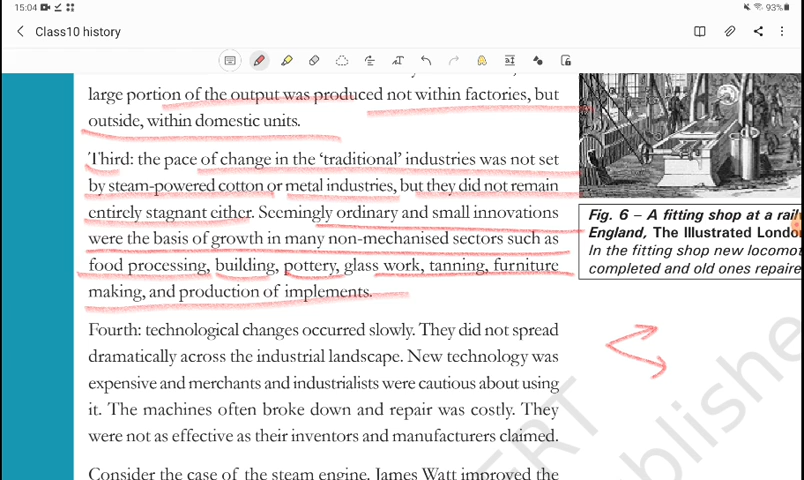 15:04 93%
Class10 history
large portion of the output was produced not within factories, but
outside, within domestic units.
Third: the pace of change in the ‘traditional’ industries was not set
by steam-powered cotton or metal industries, but they did not remain
entirely stagnant either. Seemingly ordinary and small innovations
were the basis of growth in many non-mechanised sectors such as
food processing, building, pottery, glass work, tanning, furniture
making, and production of implements.
Fourth: technological changes occurred slowly. They did not spread
dramatically across the industrial landscape. New technology was
expensive and merchants and industrialists were cautious about using
it. The machines often broke down and repair was costly. They
were not as effective as their inventors and manufacturers claimed.
Consider the case of the steam engine. James Watt improved the
Fig. 6 – A fitting shop at a rail
England, The Illustrated Londo
In the fitting shop new locomot
completed and old ones repaire